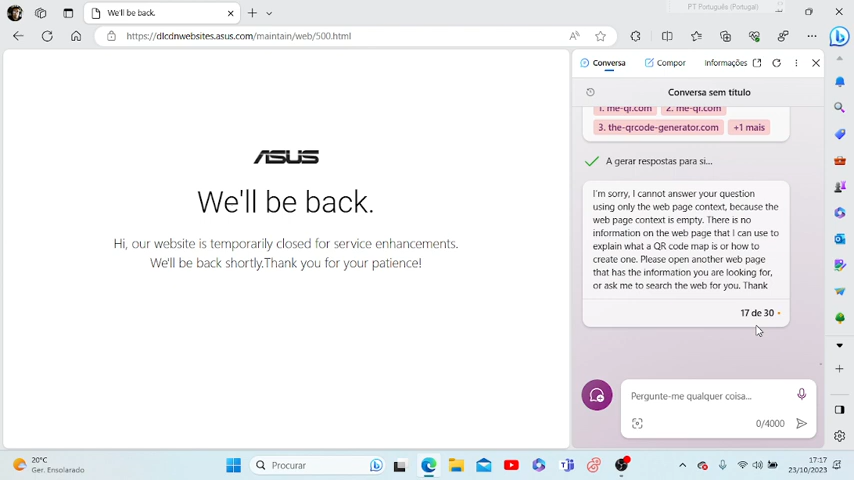 PT Português (Portugal)
We'll be back.
https://dlcdnwebsites.asus.com/maintain/web/500.html
Conversa
Compor
Informações
Conversa sem título
1. me-qr.com
2. me-qr.com
3. the-qrcode-generator.com
+1 mais
A gerar respostas para si...
I'm sorry, I cannot answer your question
using only the web page context, because the
web page context is empty. There is no
information on the web page that I can use to
explain what a QR code map is or how to
create one. Please open another web page
that has the information you are looking for,
or ask me to search the web for you. Thank
17 de 30
ASUS
We'll be back.
Hi, our website is temporarily closed for service enhancements.
We'll be back shortly.Thank you for your patience!
Pergunte-me qualquer coisa...
0/4000
20°C
Ger. Ensolarado
Procurar
17:17
23/10/2023